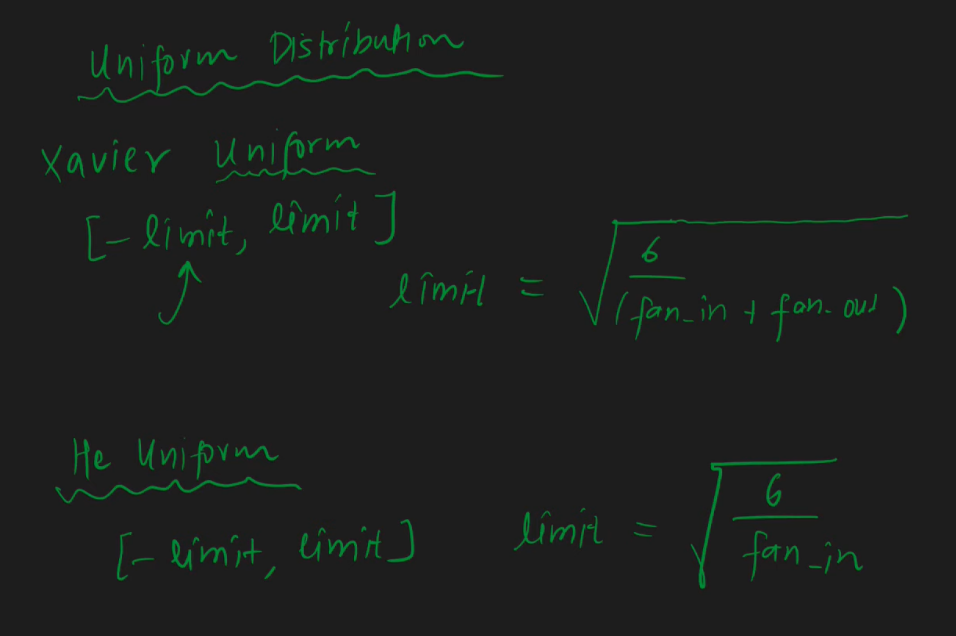 Uniform Distribution
Xavier Uniform
[- limit, limit]
limit = √(6 / (fan_in + fan_out))
He Uniform
[- limit, limit]
limit = √(6 / fan_in)